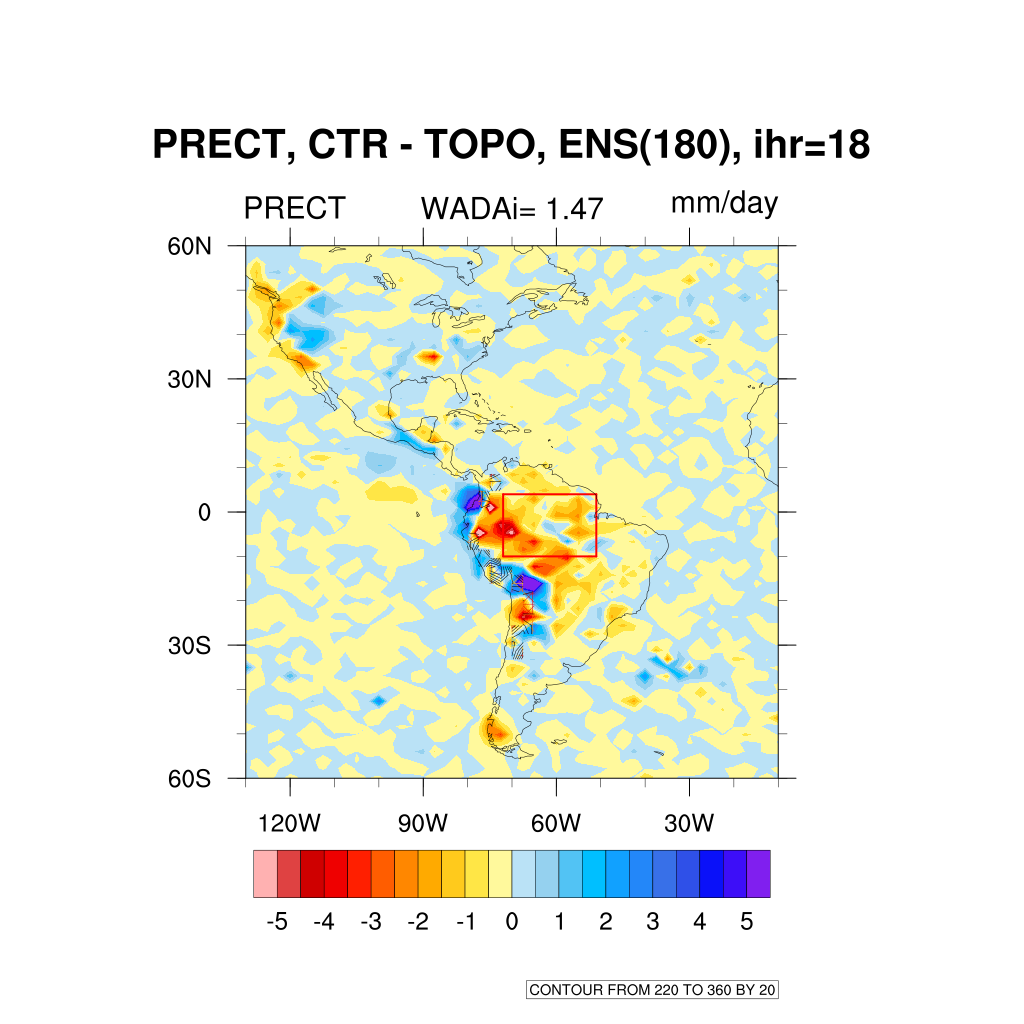 PRECT, CTR - TOPO, ENS(180), ihr=18
PRECT WADAi= 1.47 mm/day
60N
30N
0
30S
60S
120W 90W 60W 30W
-5 -4 -3 -2 -1 0 1 2 3 4 5
CONTOUR FROM 220 TO 360 BY 20